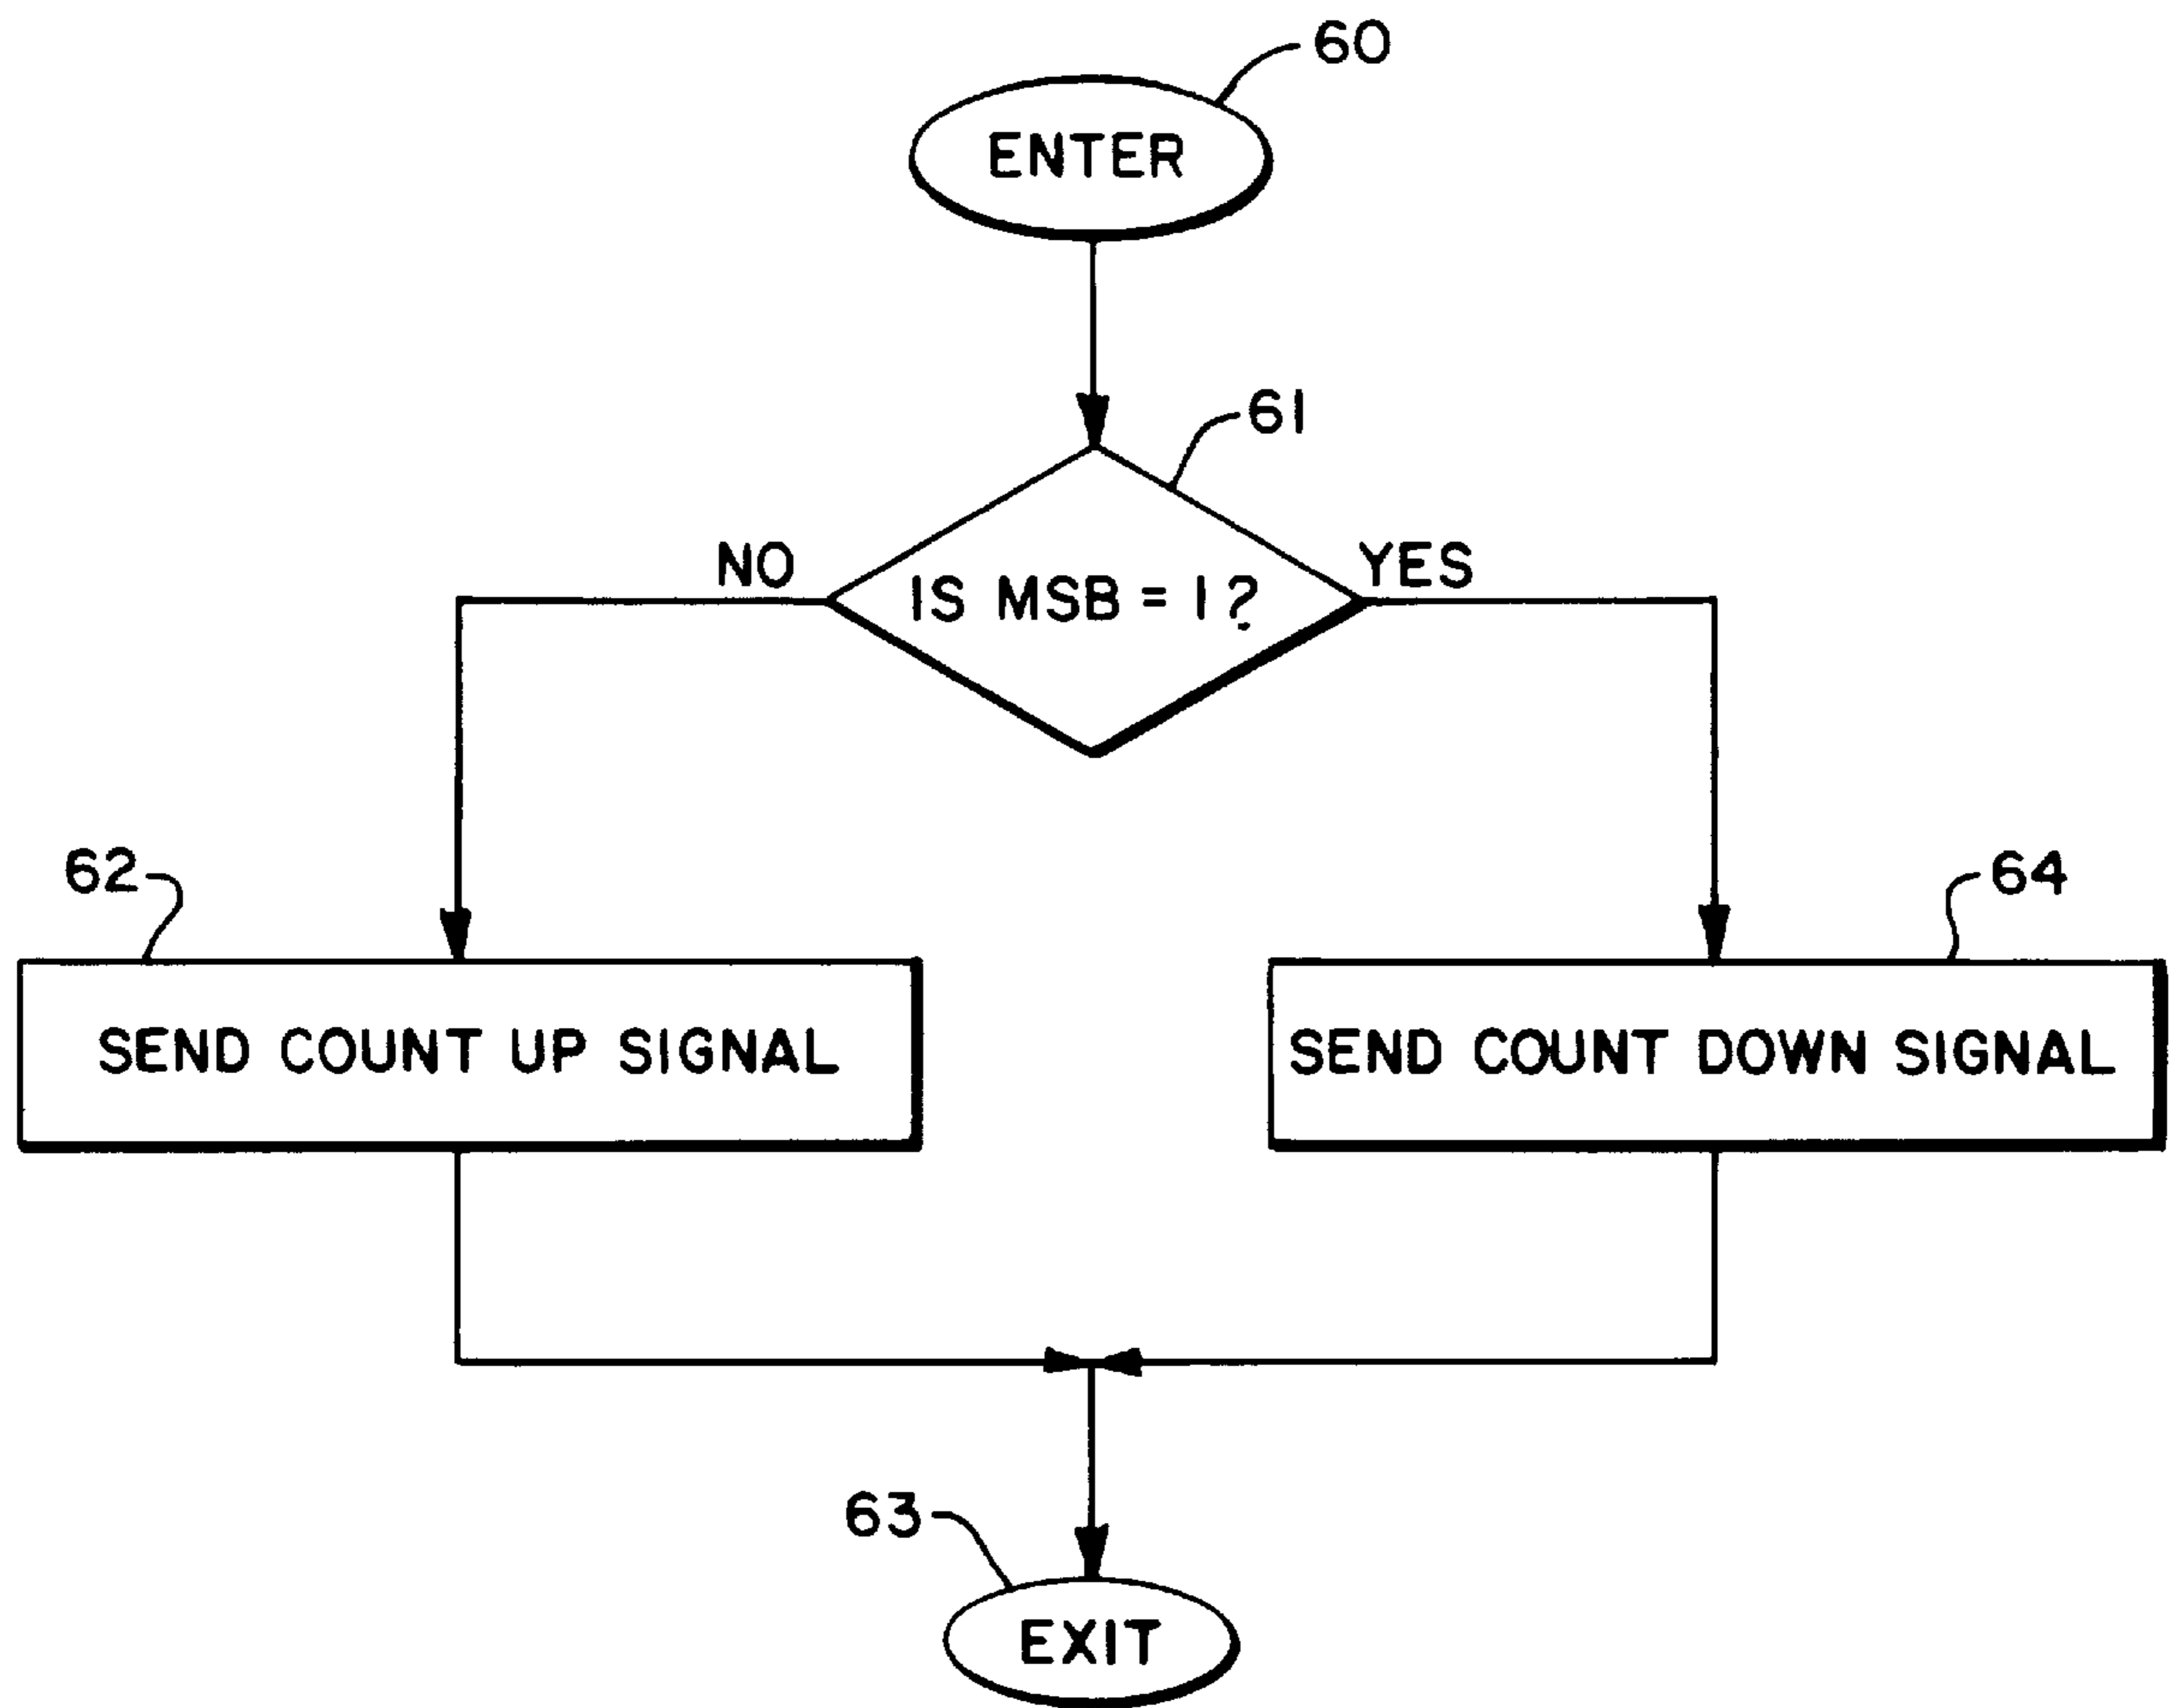 60
ENTER
61
NO
YES
IS MSB = 1?
62
64
SEND COUNT UP SIGNAL
SEND COUNT DOWN SIGNAL
63
EXIT